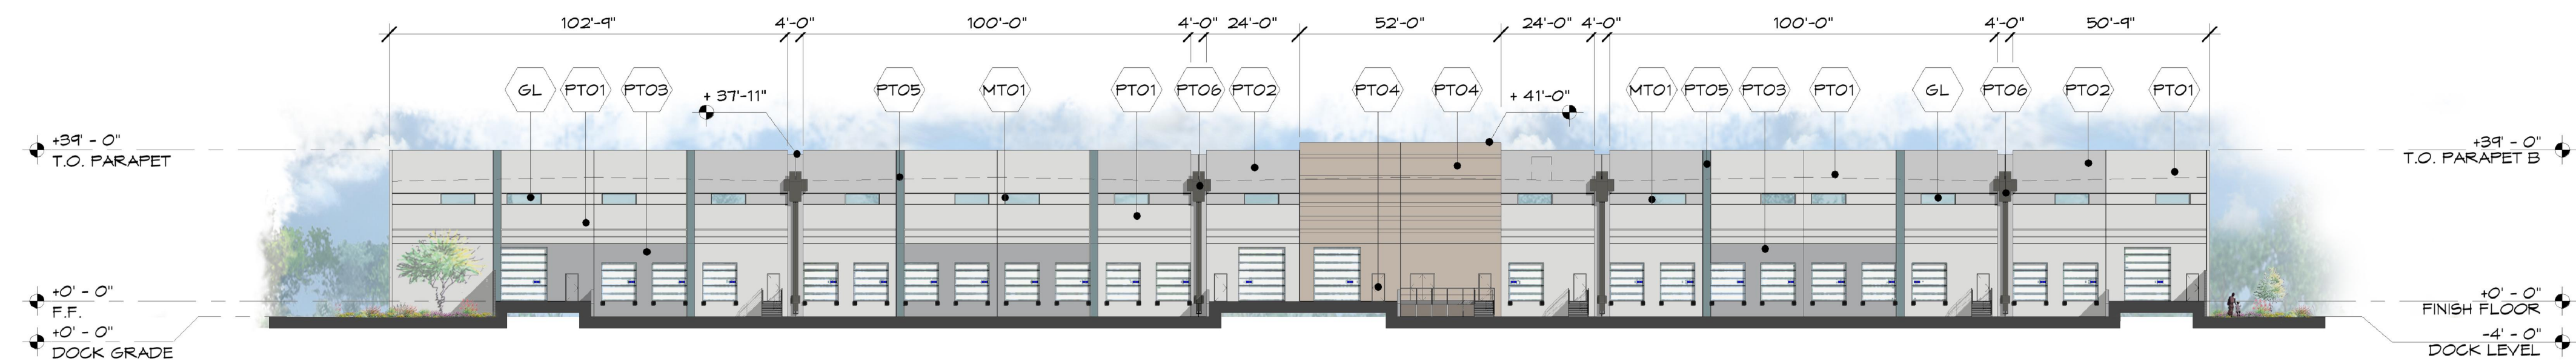 102'-9" 4'-0" 100'-0" 4'-0" 24'-0" 52'-0" 24'-0" 4'-0" 100'-0" 4'-0" 50'-9"
GL PT01 PT03 PT05 MT01 PT01 PT06 PT02 PT04 PT04 MT01 PT05 PT03 PT01 GL PT06 PT02 PT01
+ 37'-11" + 41'-0"
+39' - 0" +39' - 0"
T.O. PARAPET T.O. PARAPET B
+0' - 0" +0' - 0"
F.F. FINISH FLOOR
+0' - 0" -4' - 0"
DOCK GRADE DOCK LEVEL